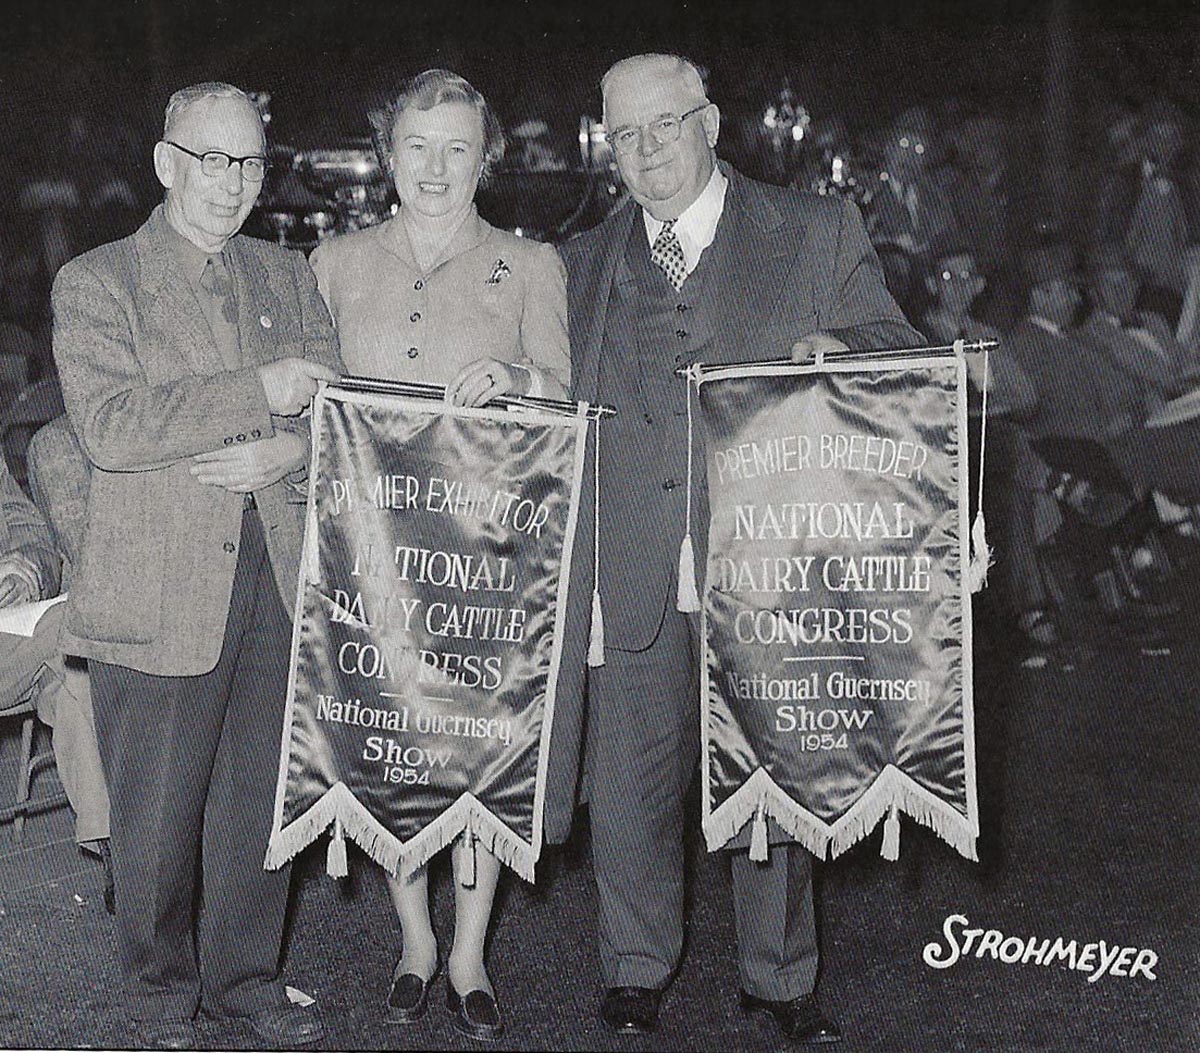 PREMIER EXHIBITOR
NATIONAL
DAIRY CATTLE
CONGRESS
National Guernsey
Show
1954
PREMIER BREEDER
NATIONAL
DAIRY CATTLE
CONGRESS
National Guernsey
Show
1954
STROHMEYER